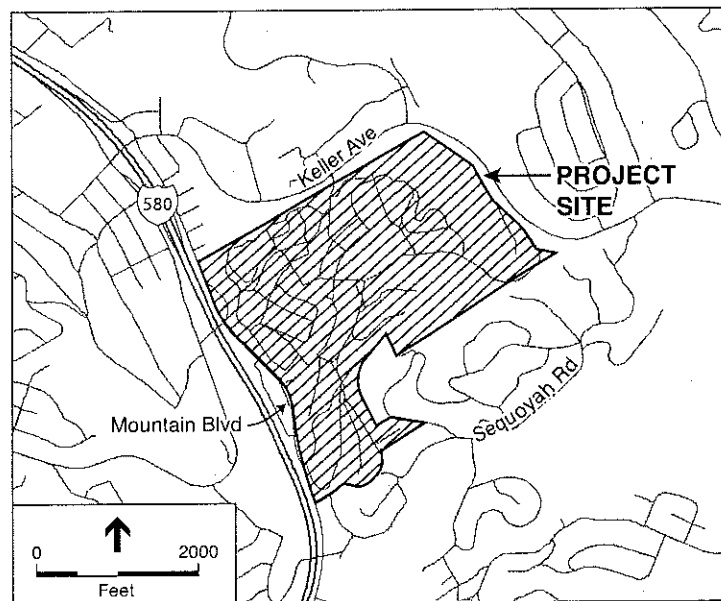 Keller Ave
PROJECT
SITE
580
Mountain Blvd
Sequoyah Rd
0 2000
Feet